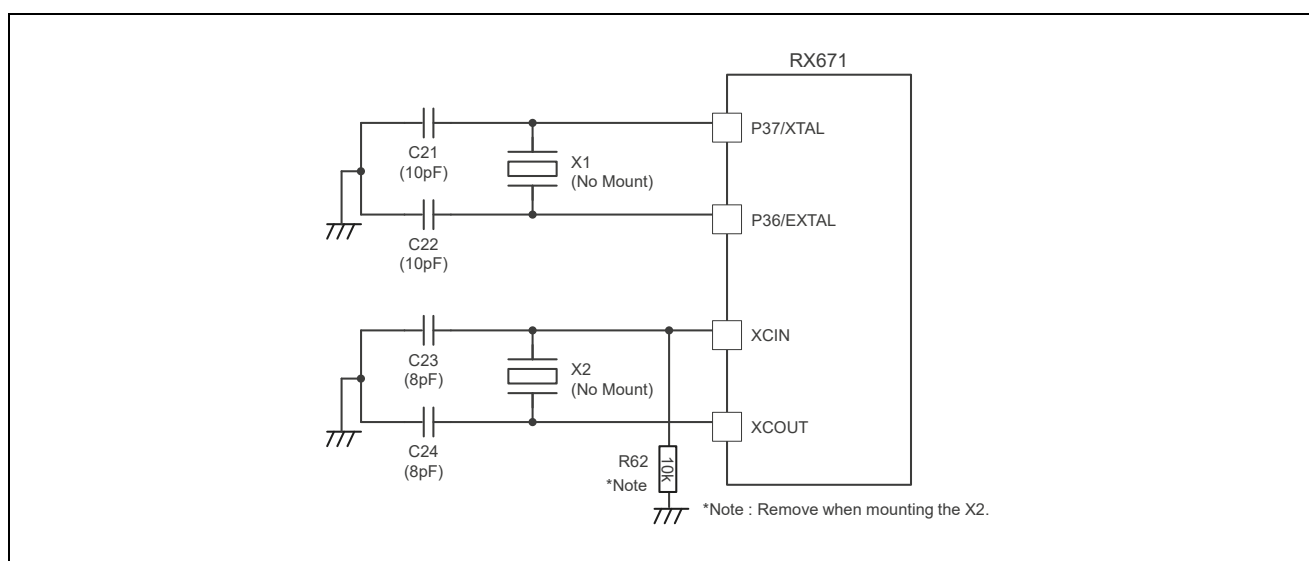 RX671
P37/XTAL
C21
(10pF)
X1
(No Mount)
P36/EXTAL
C22
(10pF)
XCIN
C23
(8pF)
X2
(No Mount)
XCOUT
C24
(8pF)
R62
*Note
10k
*Note : Remove when mounting the X2.